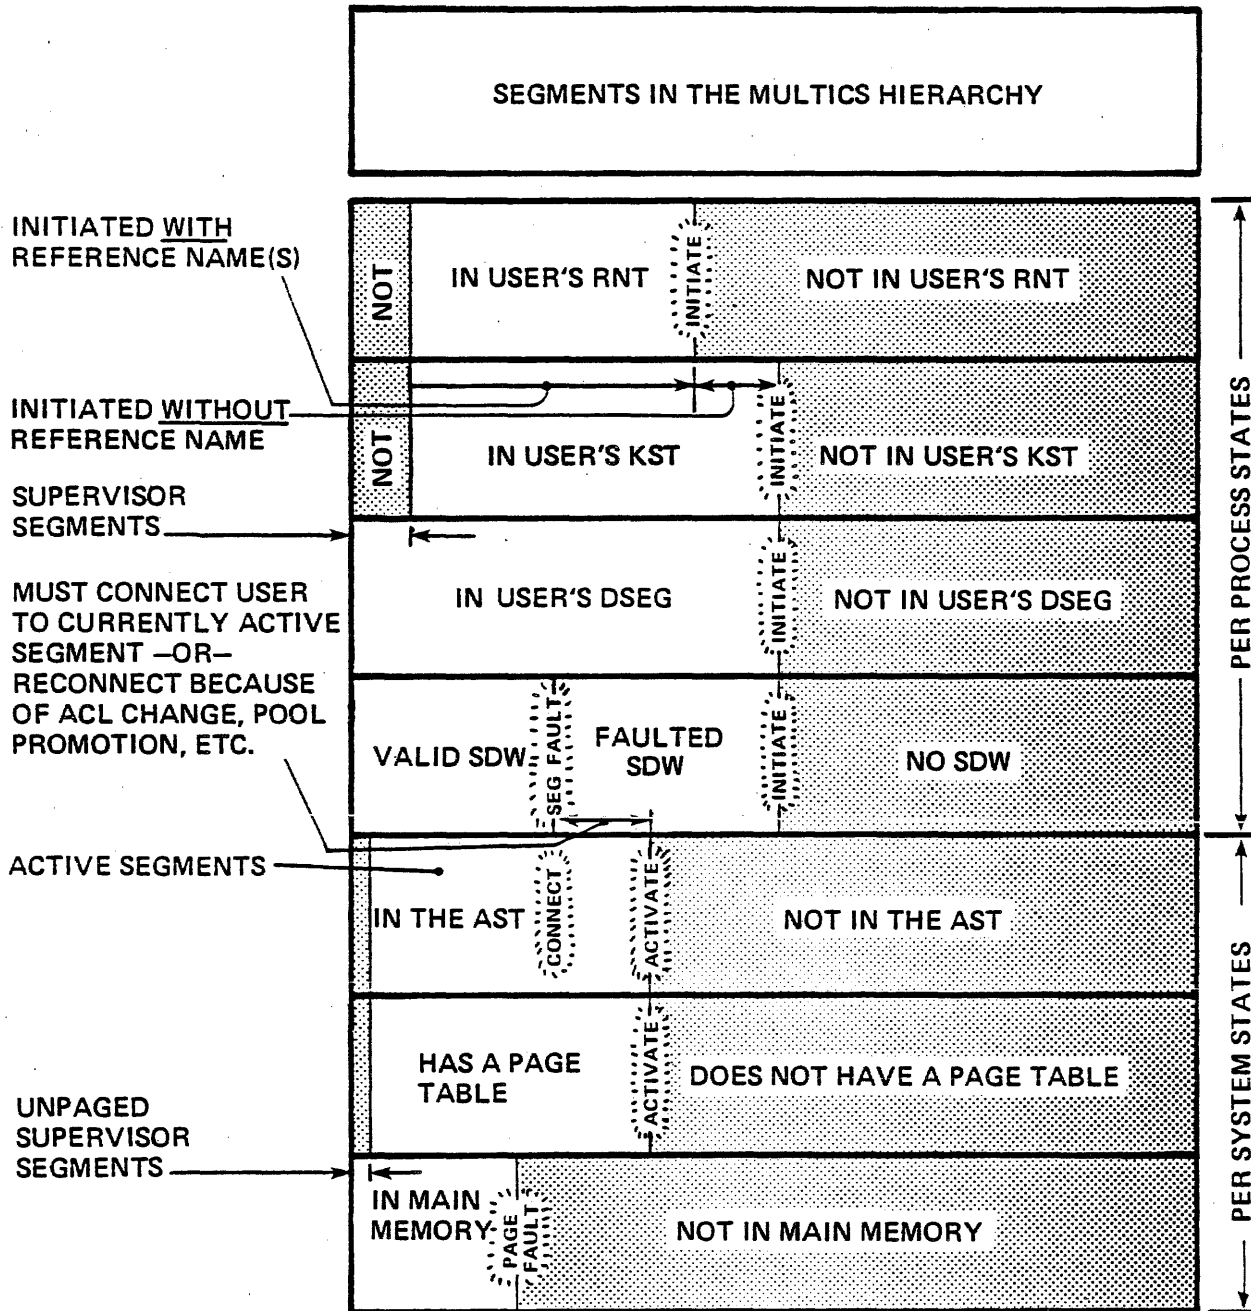 SEGMENTS IN THE MULTICS HIERARCHY
INITIATED WITH
REFERENCE NAME(S)
NOT
IN USER'S RNT
INITIATE
NOT IN USER'S RNT
INITIATED WITHOUT
REFERENCE NAME
NOT
IN USER'S KST
INITIATE
NOT IN USER'S KST
SUPERVISOR
SEGMENTS
IN USER'S DSEG
INITIATE
NOT IN USER'S DSEG
MUST CONNECT USER
TO CURRENTLY ACTIVE
SEGMENT —OR—
RECONNECT BECAUSE
OF ACL CHANGE, POOL
PROMOTION, ETC.
VALID SDW
SEG FAULT
FAULTED
SDW
INITIATE
NO SDW
PER PROCESS STATES
ACTIVE SEGMENTS
IN THE AST
CONNECT
ACTIVATE
NOT IN THE AST
HAS A PAGE
TABLE
ACTIVATE
DOES NOT HAVE A PAGE TABLE
UNPAGED
SUPERVISOR
SEGMENTS
IN MAIN
MEMORY
PAGE
FAULT
NOT IN MAIN MEMORY
PER SYSTEM STATES